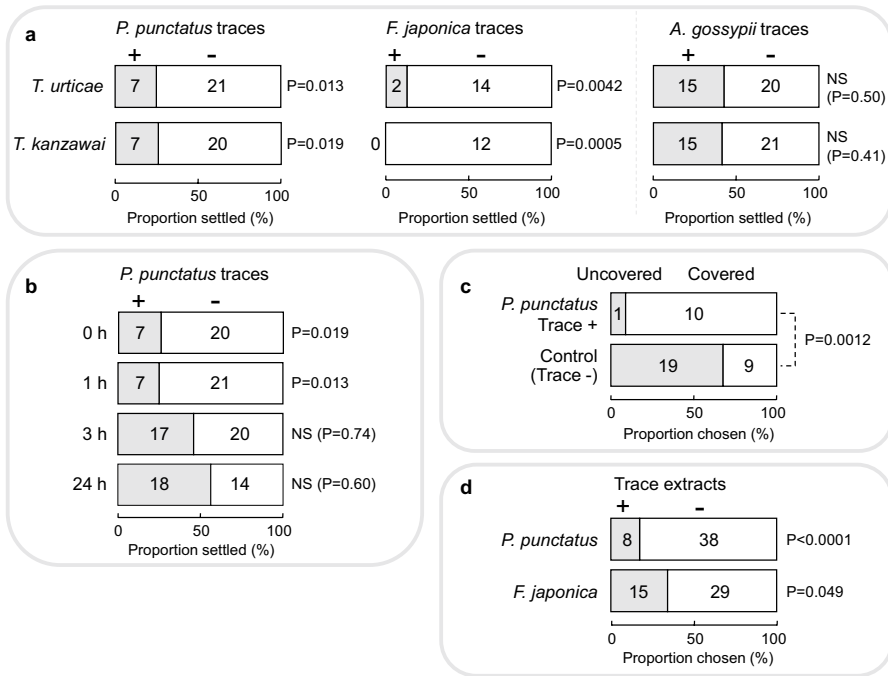 a
P. punctatus traces
F. japonica traces
A. gossypii traces
+ - + - + -
T. urticae 7 21 P=0.013 2 14 P=0.0042 15 20 NS (P=0.50)
T. kanzawai 7 20 P=0.019 0 12 P=0.0005 15 21 NS (P=0.41)
0 50 100 0 50 100 0 50 100
Proportion settled (%) Proportion settled (%) Proportion settled (%)
b
P. punctatus traces
+ -
0 h 7 20 P=0.019
1 h 7 21 P=0.013
3 h 17 20 NS (P=0.74)
24 h 18 14 NS (P=0.60)
0 50 100
Proportion settled (%)
c
Uncovered Covered
P. punctatus
Trace + 1 10
Control
(Trace -) 19 9
P=0.0012
0 50 100
Proportion chosen (%)
d
Trace extracts
+ -
P. punctatus 8 38 P<0.0001
F. japonica 15 29 P=0.049
0 50 100
Proportion chosen (%)